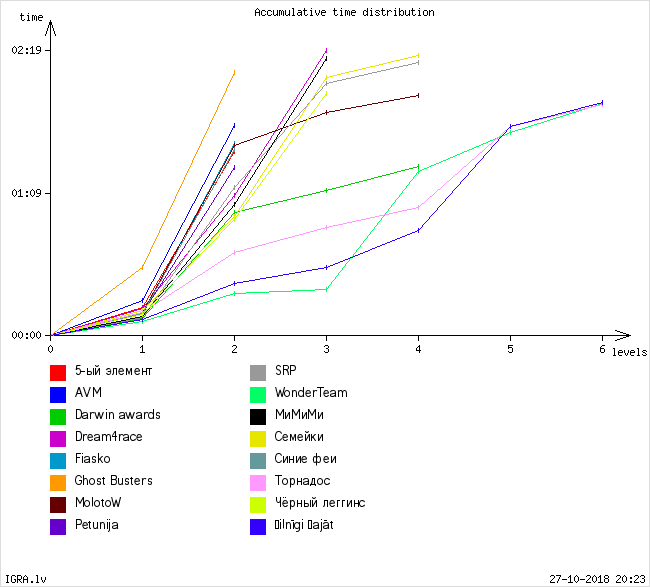 Accumulative time distribution
time
02:19
01:09
00:00
0 1 2 3 4 5 6 levels
5-ый элемент
SRP
AVM
WonderTeam
Darwin awards
МиМиМи
Dream4race
Семейки
Fiasko
Синие феи
Ghost Busters
Торнадос
MolotoW
Чёрный леггинс
Petunija
▯ilnīgi ▯ajāt
IGRA.lv
27-10-2018 20:23